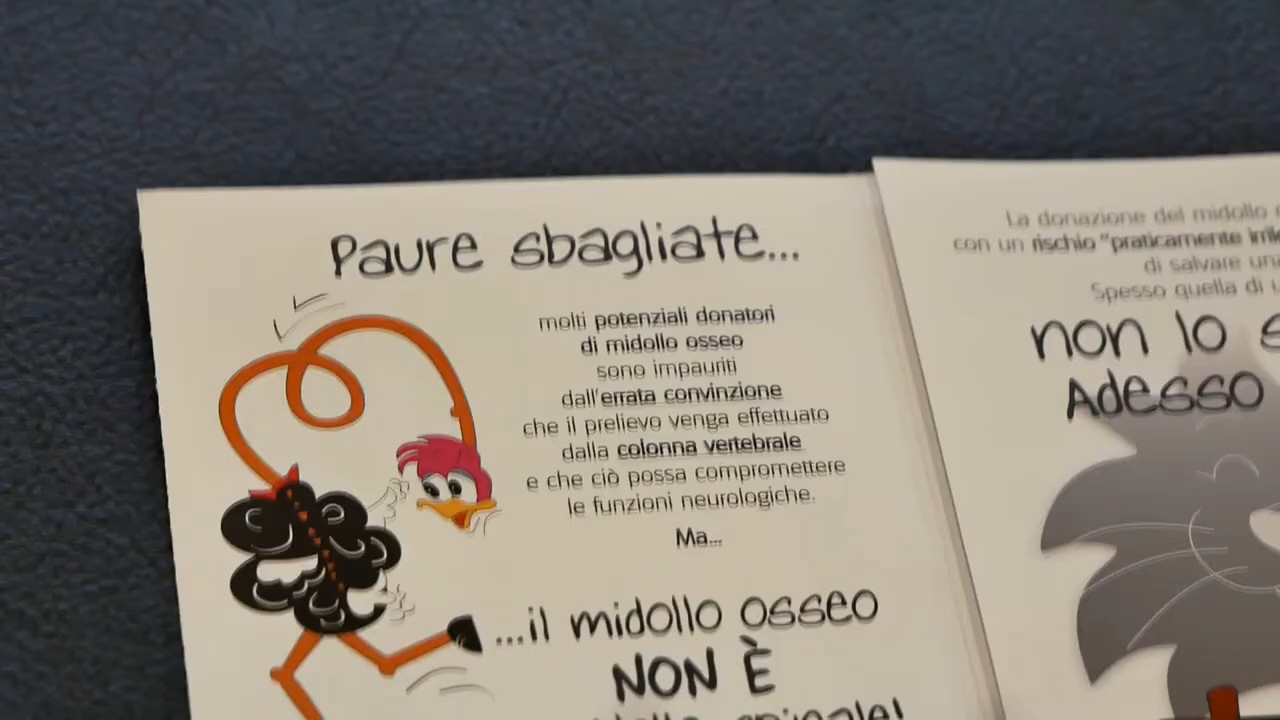 Paure sbagliate...
molti potenziali donatori
di midollo osseo
sono impauriti
dall'errata convinzione
che il prelievo venga effettuato
dalla colonna vertebrale
e che ciò possa compromettere
le funzioni neurologiche.
Ma...
...il midollo osseo
NON È
spinale!
La donazione del midollo
con un rischio "praticamente
di salvare
Spesso quella di
non lo
Adesso